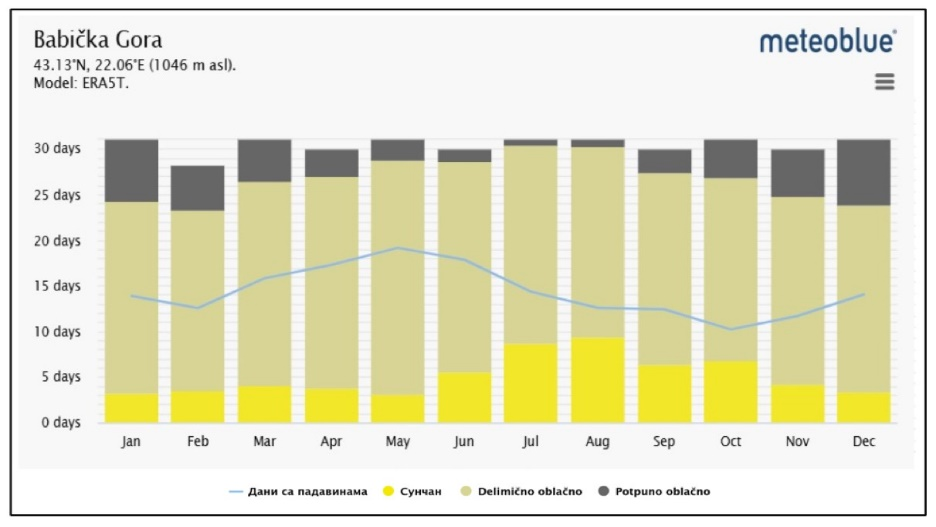 Babička Gora
43.13°N, 22.06°E (1046 m asl).
Model: ERA5T.
meteoblue®
30 days
25 days
20 days
15 days
10 days
5 days
0 days
Jan Feb Mar Apr May Jun Jul Aug Sep Oct Nov Dec
Дани са падавинама Сунчан Delimično oblačno Potpuno oblačno